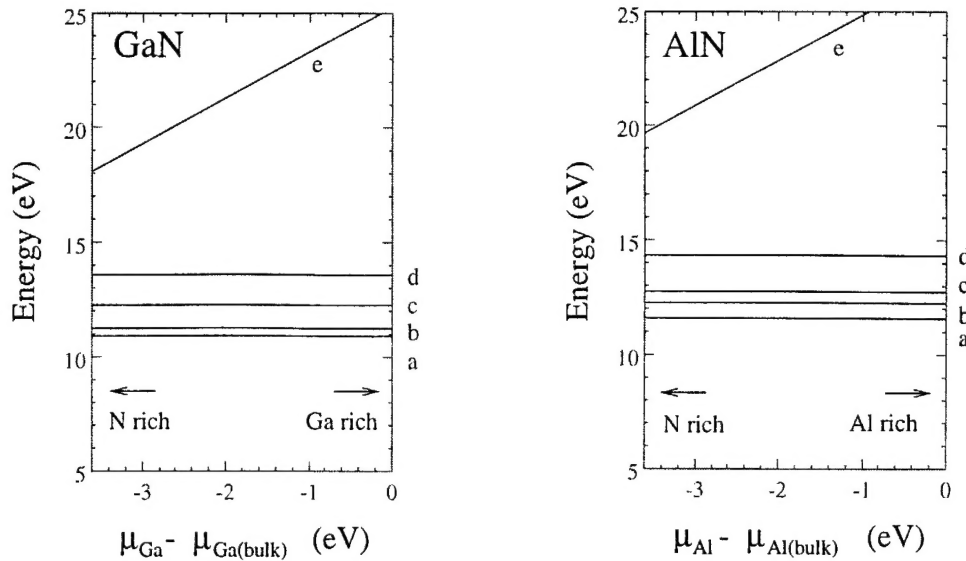 GaN
Energy (eV)
25
20
15
10
5
e
d
c
b
a
N rich
Ga rich
-3
-2
-1
0
μGa - μGa(bulk) (eV)
AlN
Energy (eV)
25
20
15
10
5
e
d
c
b
a
N rich
Al rich
-3
-2
-1
0
μAl - μAl(bulk) (eV)